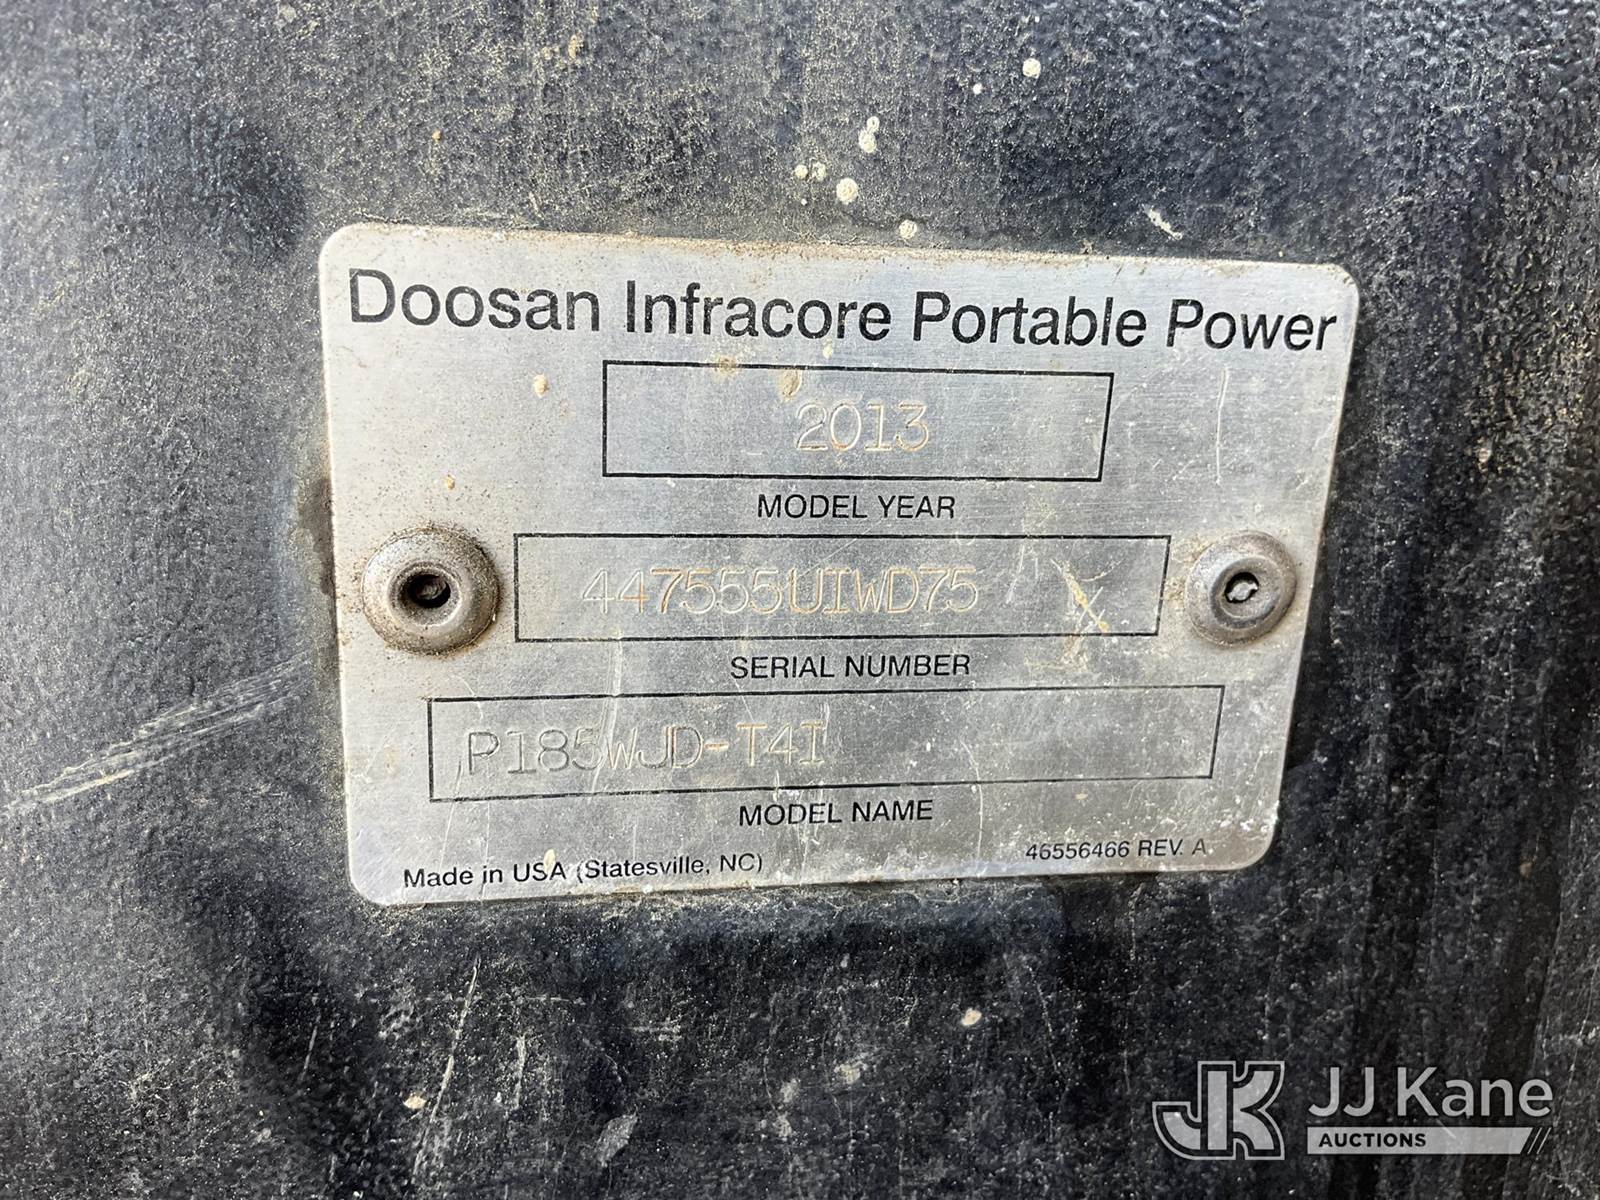 Doosan Infracore Portable Power
2013
MODEL YEAR
447555UIWD75
SERIAL NUMBER
P185WJD-T4I
MODEL NAME
Made in USA (Statesville, NC)
46556466 REV. A
JK JJ Kane
AUCTIONS